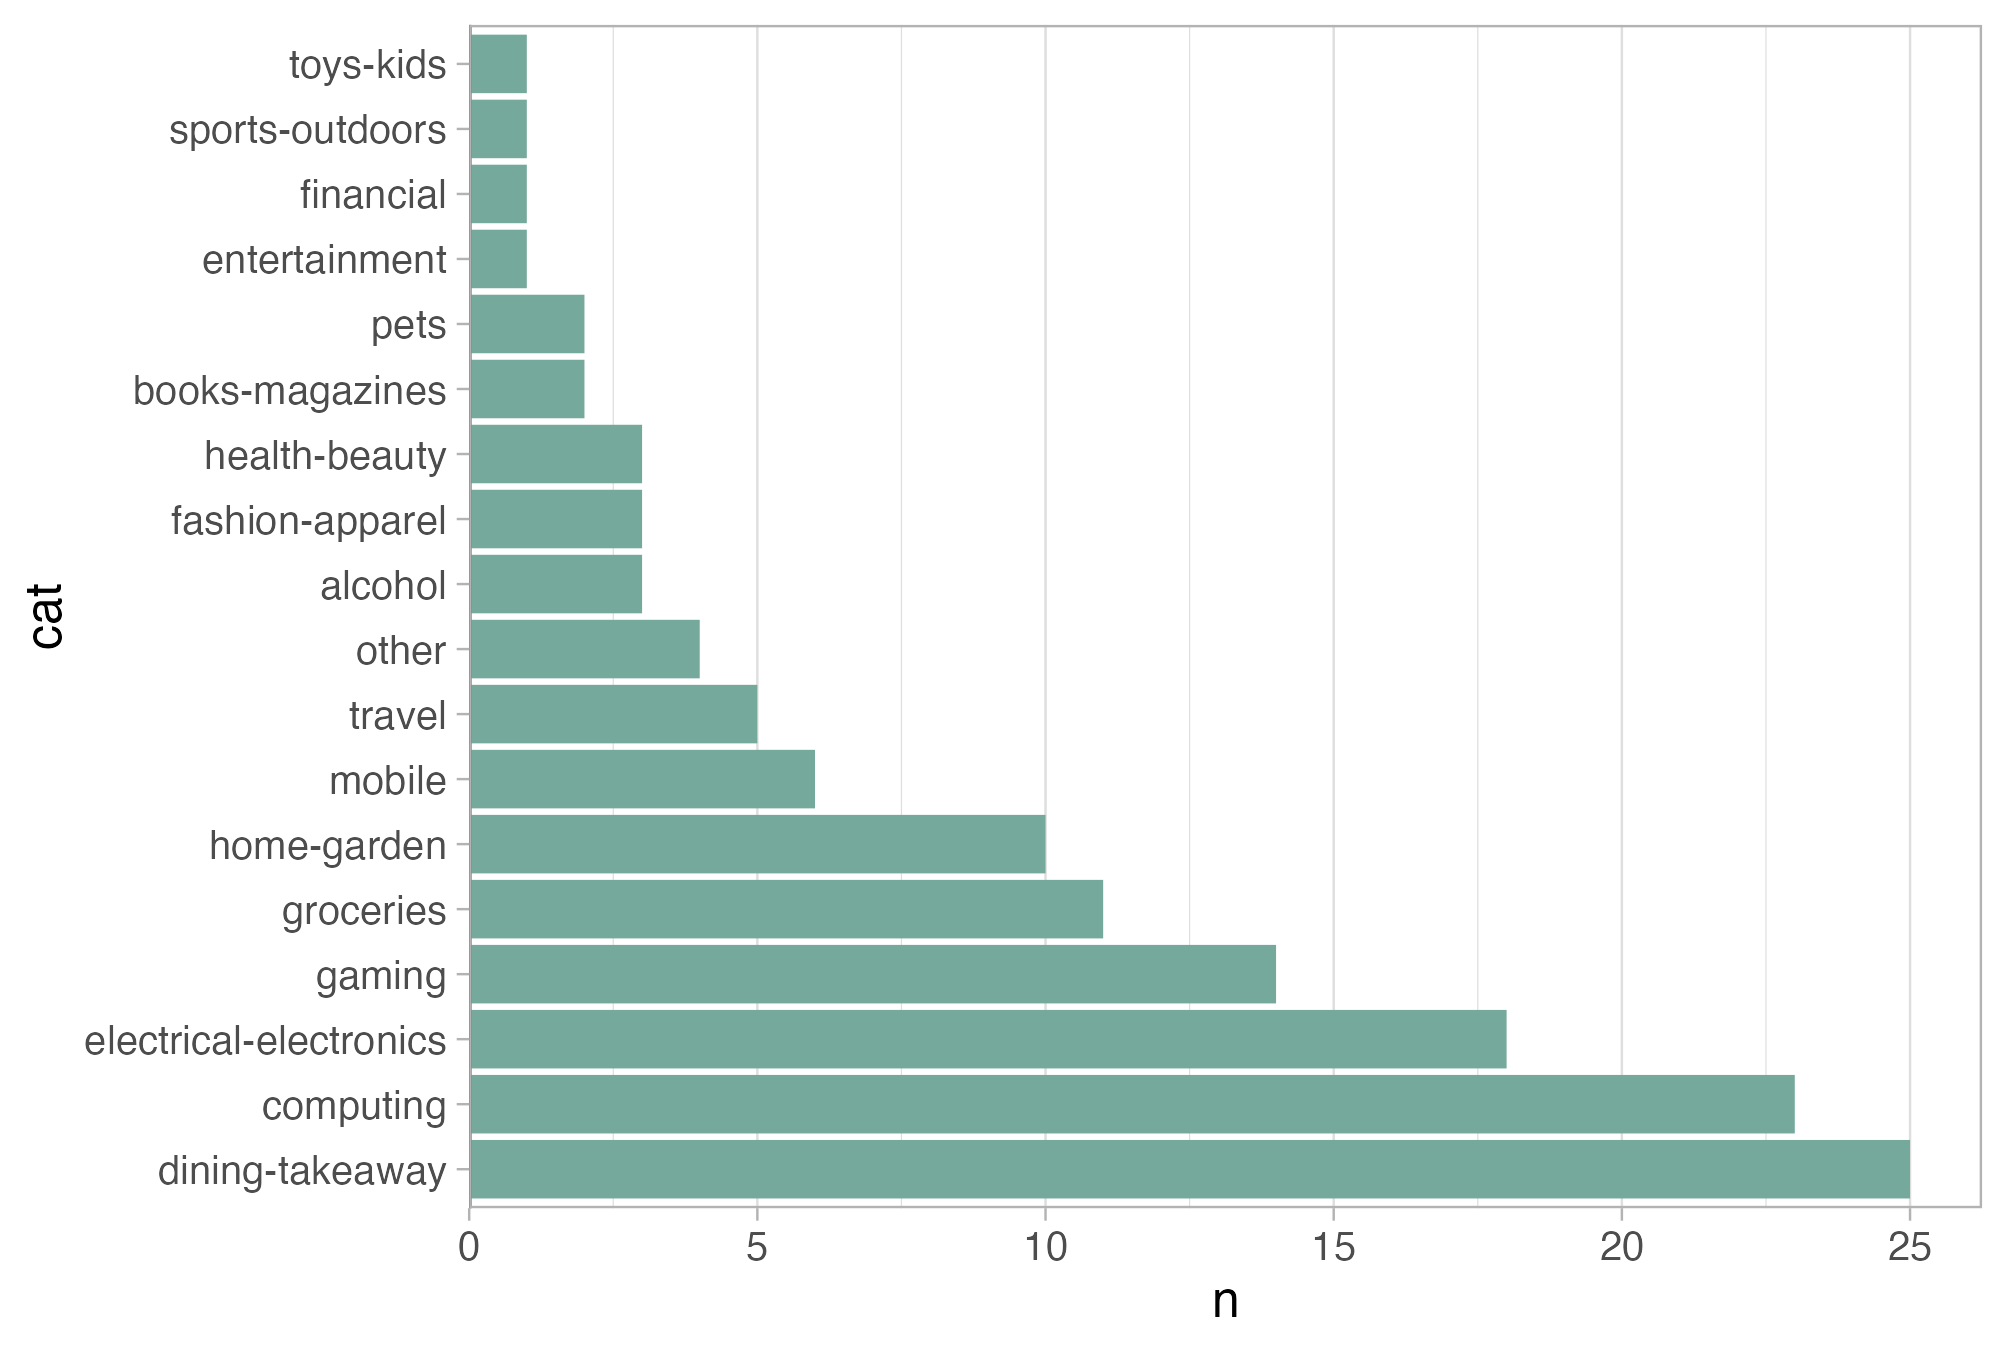 toys-kids
sports-outdoors
financial
entertainment
pets
books-magazines
health-beauty
fashion-apparel
alcohol
other
travel
mobile
home-garden
groceries
gaming
electrical-electronics
computing
dining-takeaway
cat
0 5 10 15 20 25
n